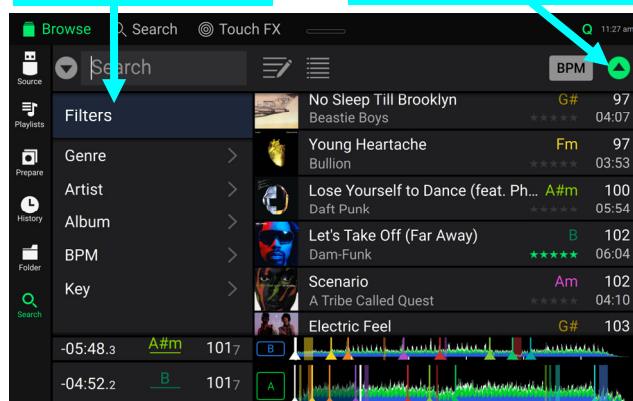 Browse Search Touch FX Q 11:27 am
Source Search BPM
Playlists Filters
No Sleep Till Brooklyn G# 97
Beastie Boys ★★★★★ 04:07
Prepare Genre
Young Heartache Fm 97
Bullion ★★★★★ 03:53
History Artist
Lose Yourself to Dance (feat. Ph... A#m 100
Daft Punk ★★★★★ 05:54
Album
Folder BPM
Let's Take Off (Far Away) B 102
Dam-Funk ★★★★★ 06:04
Search Key
Scenario Am 102
A Tribe Called Quest ★★★★★ 04:10
Electric Feel G# 103
-05:48.3 A#m 1017 B
-04:52.2 B 1017 A